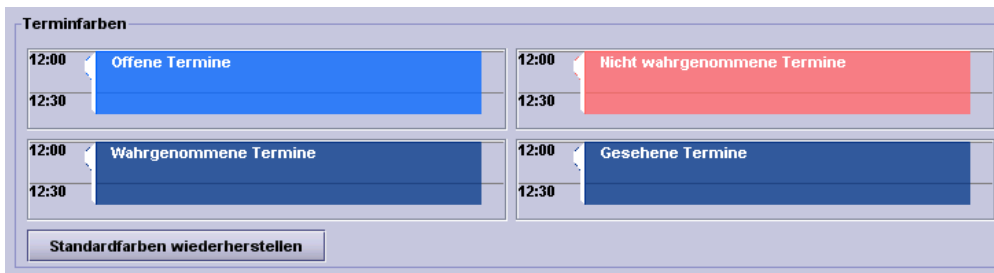 Terminfarben
12:00 Offene Termine
12:30
12:00 Nicht wahrgenommene Termine
12:30
12:00 Wahrgenommene Termine
12:30
12:00 Gesehene Termine
12:30
Standardfarben wiederherstellen